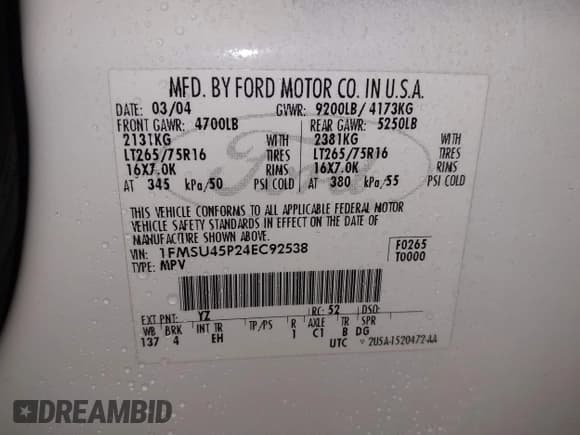 MFD. BY FORD MOTOR CO. IN U.S.A.
DATE: 03/04 GVWR: 9200LB/ 4173KG
FRONT GAWR: 4700LB REAR GAWR: 5250LB
2131KG WITH 2381KG WITH
LT265/75R16 TIRES LT265/75R16 TIRES
16X7.0K RIMS 16X7.0K RIMS
AT 345 kPa/50 PSI COLD AT 380 kPa/55 PSI COLD
THIS VEHICLE CONFORMS TO ALL APPLICABLE FEDERAL MOTOR
VEHICLE SAFETY STANDARDS IN EFFECT ON THE DATE OF
MANUFACTURE SHOWN ABOVE.
VIN: 1FMSU45P24EC92538 F0265
TYPE: MPV T0000
EXT PNT: YZ RC: 52 DSO:
WB BRK INT TR TP/PS R AXLE TR SPR
137 4 EH 1 C1 B DG
UTC 2U5A-1520472-AA
Ford
DREAMBID